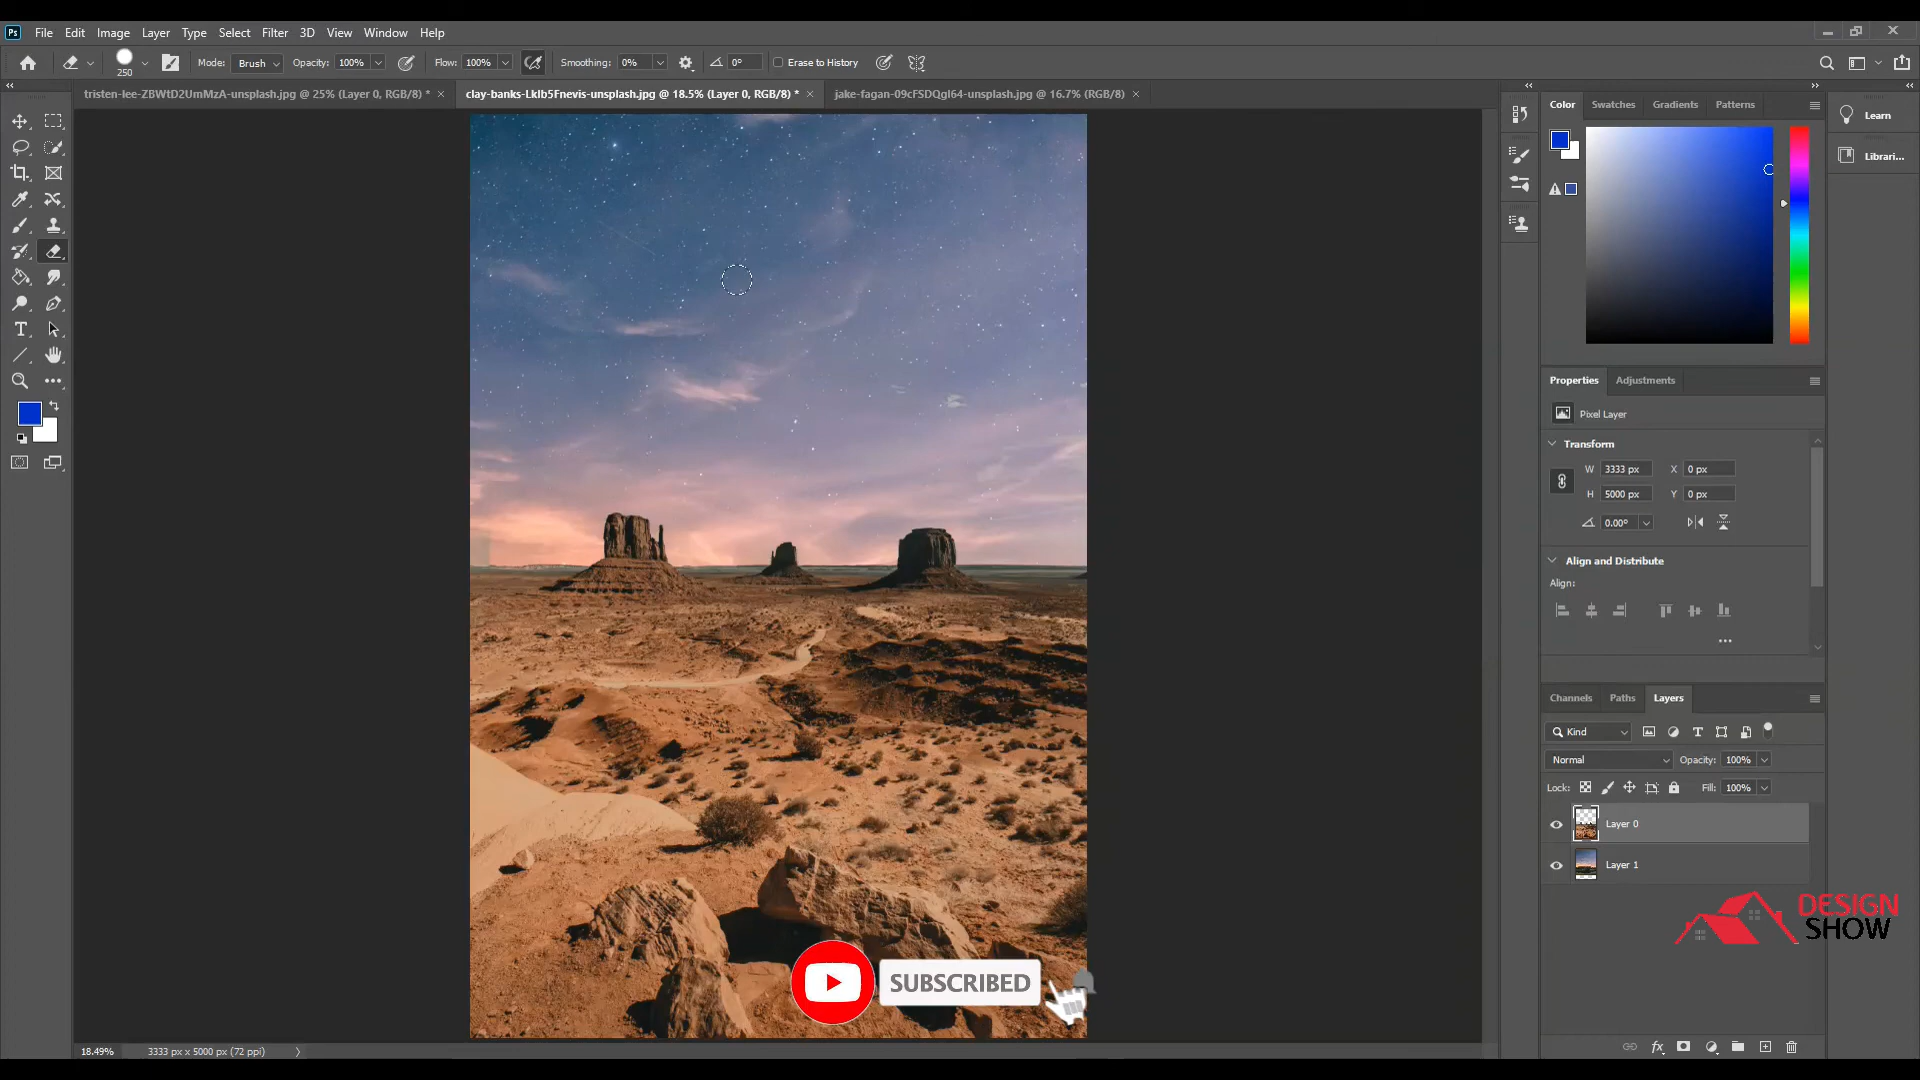 Ps File Edit Image Layer Type Select Filter 3D View Window Help
250 Mode: Brush Opacity: 100% Flow: 100% Smoothing: 0% 0° Erase to History
tristen-lee-ZBWtD2UmMzA-unsplash.jpg @ 25% (Layer 0, RGB/8) * ×
clay-banks-LkIb5Fnevis-unsplash.jpg @ 18.5% (Layer 0, RGB/8) * ×
jake-fagan-09cFSDQgl64-unsplash.jpg @ 16.7% (RGB/8) ×
Color Swatches Gradients Patterns
Learn
Librari...
Properties Adjustments
Pixel Layer
Transform
W 3333 px X 0 px
H 5000 px Y 0 px
0.00°
Align and Distribute
Align:
Channels Paths Layers
Kind
Normal Opacity: 100%
Lock: Fill: 100%
Layer 0
Layer 1
DESIGN
SHOW
SUBSCRIBED
fx
18.49% 3333 px x 5000 px (72 ppi)